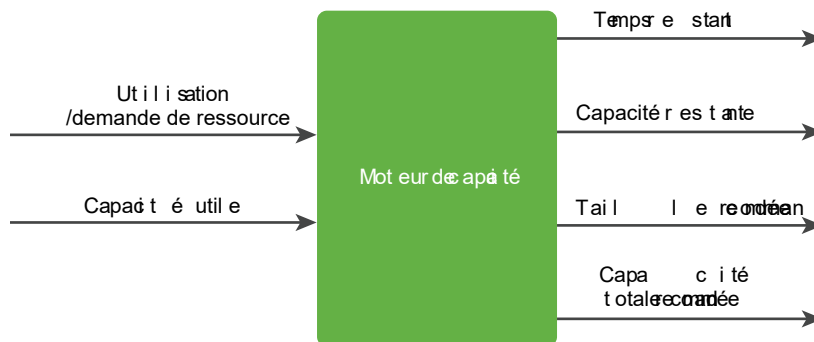 Temps restant
Utilisation
/demande de ressource
Capacité restante
Moteur de capacité
Capacité utile
Taille recommandée
Capacité
totale recommandée